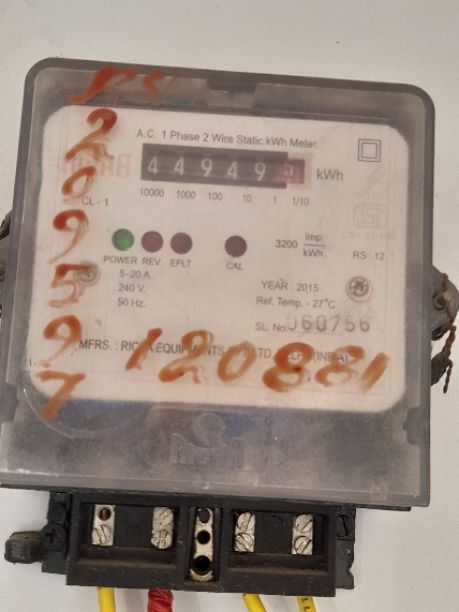 A.C. 1 Phase 2 Wire Static kWh Meter.
44949 kWh
10000 1000 100 10 1 1/10
CL - 1
3200 imp/kWh
RS : 12
POWER REV. EFLT CAL
5-20 A.
240 V.
50 Hz.
YEAR : 2015
Ref. Temp. - 27°C
SL. No. 060756
MFRS. :
120881
2
0
9
5
9
7